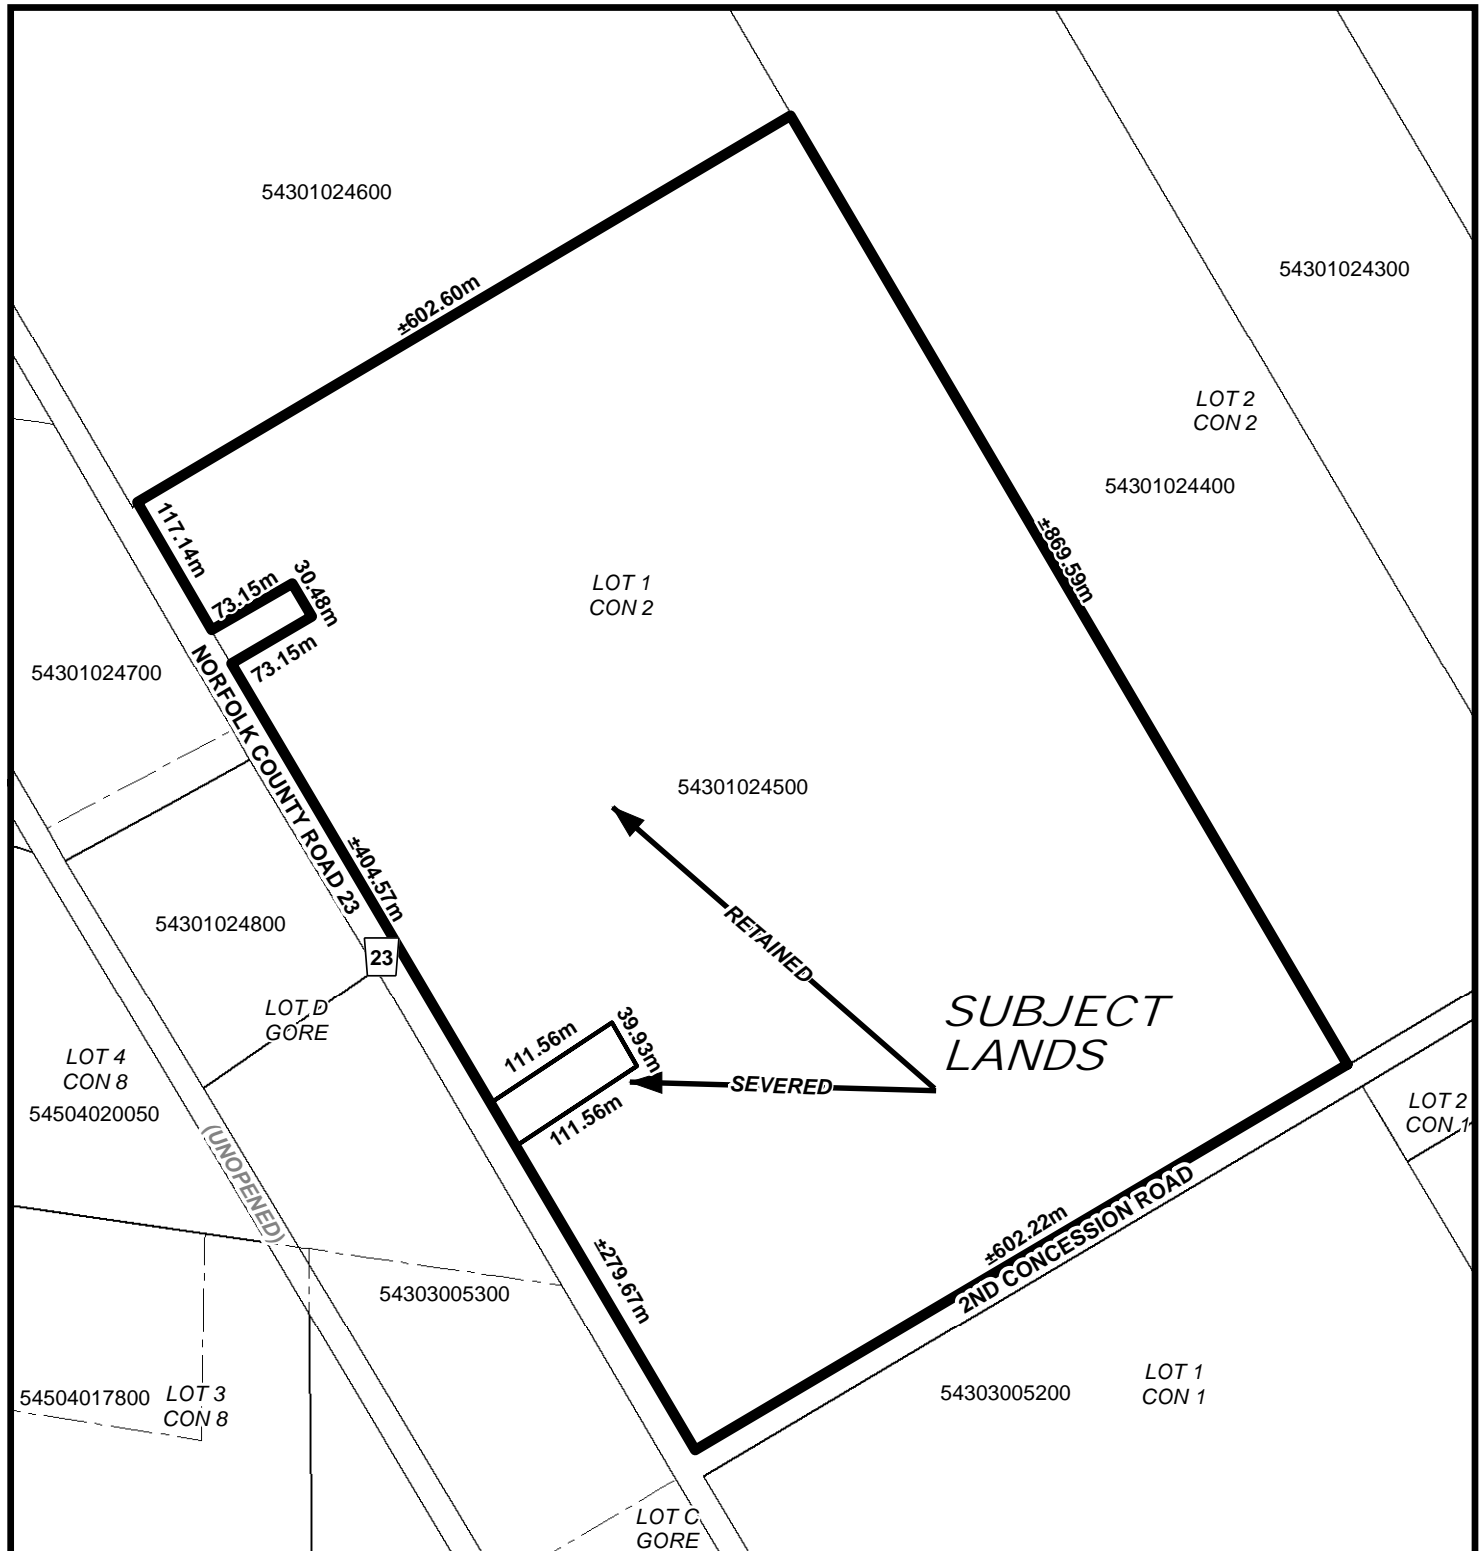 54301024600
54301024300
±602.60m
LOT 2
CON 2
54301024400
117.14m
±869.59m
73.15m
30.48m
LOT 1
CON 2
73.15m
54301024700
NORFOLK COUNTY ROAD 23
54301024500
±404.57m
RETAINED
54301024800
23
LOT D
GORE
SUBJECT
LANDS
111.56m
39.93m
LOT 4
CON 8
SEVERED
54504020050
111.56m
LOT 2
CON 1
(UNOPENED)
±602.22m
2ND CONCESSION ROAD
±279.67m
54303005300
54504017800
LOT 3
CON 8
54303005200
LOT 1
CON 1
LOT C
GORE